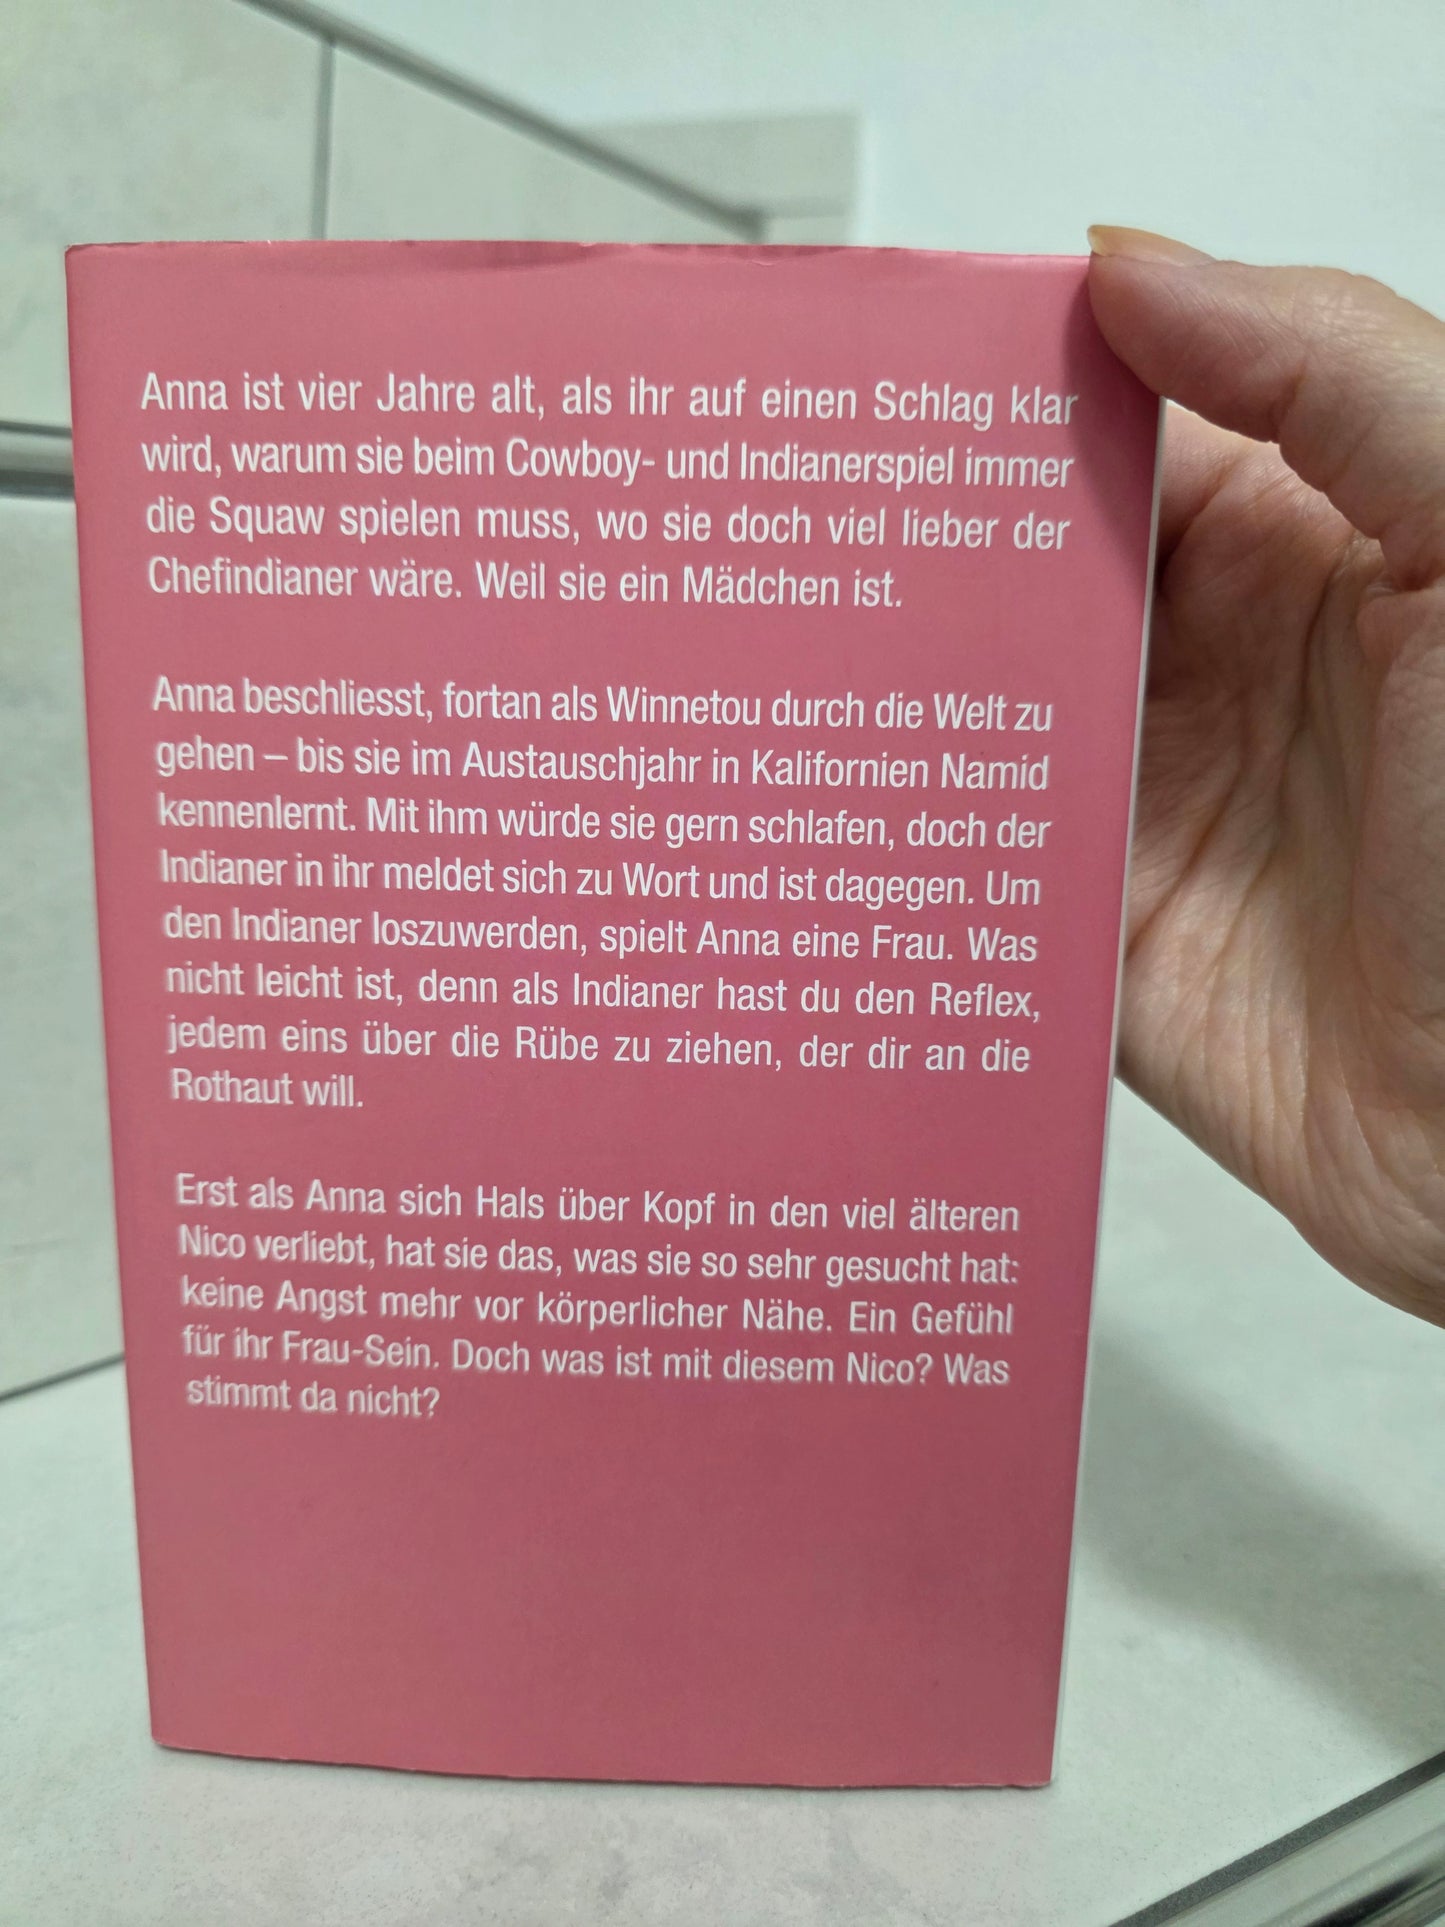 Anna ist vier Jahre alt, als ihr auf einen Schlag klar
wird, warum sie beim Cowboy- und Indianerspiel immer
die Squaw spielen muss, wo sie doch viel lieber der
Chefindianer wäre. Weil sie ein Mädchen ist.
Anna beschliesst, fortan als Winnetou durch die Welt zu
gehen – bis sie im Austauschjahr in Kalifornien Namid
kennenlernt. Mit ihm würde sie gern schlafen, doch der
Indianer in ihr meldet sich zu Wort und ist dagegen. Um
den Indianer loszuwerden, spielt Anna eine Frau. Was
nicht leicht ist, denn als Indianer hast du den Reflex,
jedem eins über die Rübe zu ziehen, der dir an die
Rothaut will.
Erst als Anna sich Hals über Kopf in den viel älteren
Nico verliebt, hat sie das, was sie so sehr gesucht hat:
keine Angst mehr vor körperlicher Nähe. Ein Gefühl
für ihr Frau-Sein. Doch was ist mit diesem Nico? Was
stimmt da nicht?